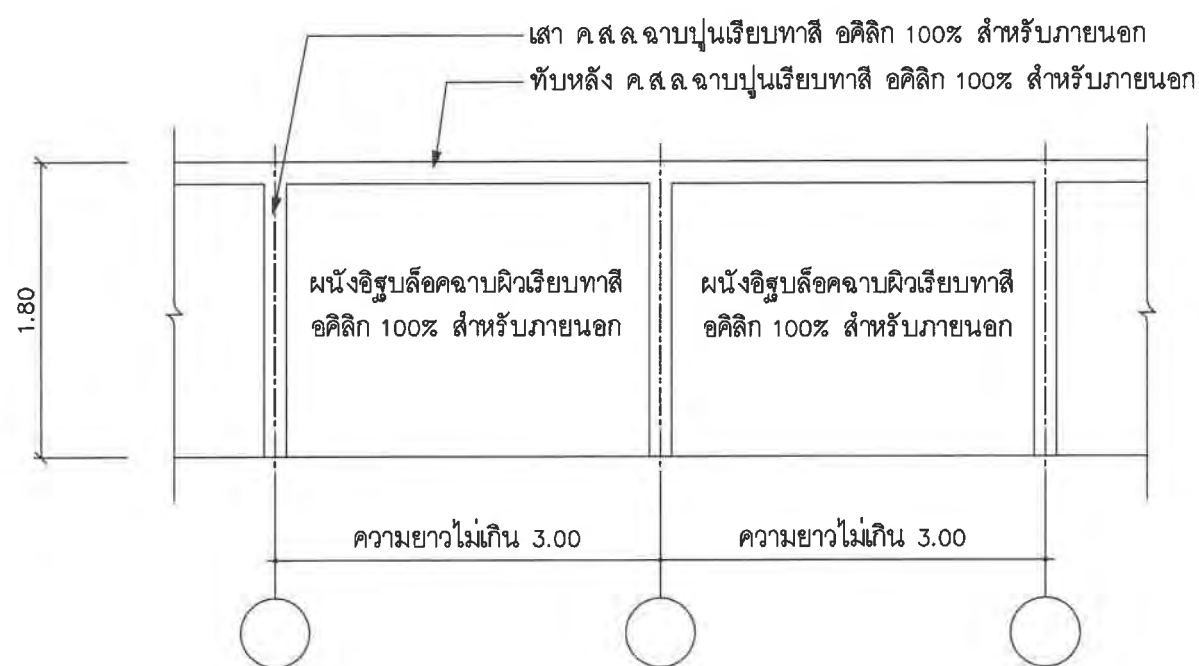 เสา ค.ส.ล.ฉาบปูนเรียบทาสี อคิลิก 100% สำหรับภายนอก
ทับหลัง ค.ส.ล.ฉาบปูนเรียบทาสี อคิลิก 100% สำหรับภายนอก
1.80
ผนังอิฐบล็อคฉาบผิวเรียบทาสี
อคิลิก 100% สำหรับภายนอก
ผนังอิฐบล็อคฉาบผิวเรียบทาสี
อคิลิก 100% สำหรับภายนอก
ความยาวไม่เกิน 3.00
ความยาวไม่เกิน 3.00